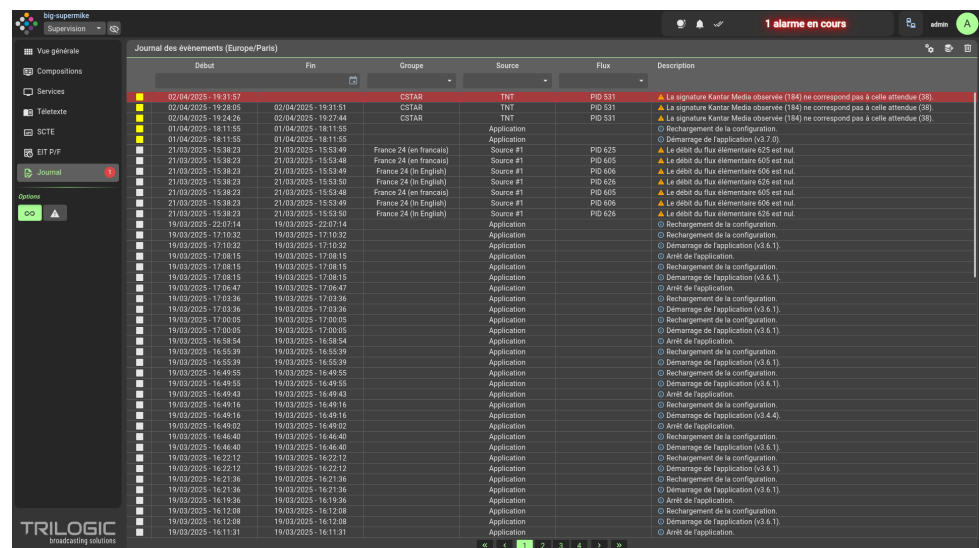 big-supermike
Supervision
1 alarme en cours
admin
A
Vue générale
Compositions
Services
Télétexte
SCTE
EIT P/F
Journal 1
Options
TRILOGIC
broadcasting solutions
Journal des évènements (Europe/Paris)
Début Fin Groupe Source Flux Description
02/04/2025 - 19:31:57 CSTAR TNT PID 531 La signature Kantar Media observée (184) ne correspond pas à celle attendue (38).
02/04/2025 - 19:28:05 02/04/2025 - 19:31:51 CSTAR TNT PID 531 La signature Kantar Media observée (184) ne correspond pas à celle attendue (38).
02/04/2025 - 19:24:26 02/04/2025 - 19:27:44 CSTAR TNT PID 531 La signature Kantar Media observée (184) ne correspond pas à celle attendue (38).
01/04/2025 - 18:11:55 01/04/2025 - 18:11:55 Application Rechargement de la configuration.
01/04/2025 - 18:11:55 01/04/2025 - 18:11:55 Application Démarrage de l'application (v3.7.0).
21/03/2025 - 15:38:23 21/03/2025 - 15:53:49 France 24 (en francais) Source #1 PID 625 Le débit du flux élémentaire 625 est nul.
21/03/2025 - 15:38:23 21/03/2025 - 15:53:48 France 24 (en francais) Source #1 PID 605 Le débit du flux élémentaire 605 est nul.
21/03/2025 - 15:38:23 21/03/2025 - 15:53:49 France 24 (In English) Source #1 PID 606 Le débit du flux élémentaire 606 est nul.
21/03/2025 - 15:38:23 21/03/2025 - 15:53:50 France 24 (In English) Source #1 PID 626 Le débit du flux élémentaire 626 est nul.
21/03/2025 - 15:38:23 21/03/2025 - 15:53:48 France 24 (en francais) Source #1 PID 605 Le débit du flux élémentaire 605 est nul.
21/03/2025 - 15:38:23 21/03/2025 - 15:53:49 France 24 (In English) Source #1 PID 606 Le débit du flux élémentaire 606 est nul.
21/03/2025 - 15:38:23 21/03/2025 - 15:53:50 France 24 (In English) Source #1 PID 626 Le débit du flux élémentaire 626 est nul.
19/03/2025 - 22:07:14 19/03/2025 - 22:07:14 Application Rechargement de la configuration.
19/03/2025 - 17:10:32 19/03/2025 - 17:10:32 Application Rechargement de la configuration.
19/03/2025 - 17:10:32 19/03/2025 - 17:10:32 Application Démarrage de l'application (v3.6.1).
19/03/2025 - 17:08:15 19/03/2025 - 17:08:15 Application Arrêt de l'application.
19/03/2025 - 17:08:15 19/03/2025 - 17:08:15 Application Rechargement de la configuration.
19/03/2025 - 17:08:15 19/03/2025 - 17:08:15 Application Démarrage de l'application (v3.6.1).
19/03/2025 - 17:06:47 19/03/2025 - 17:06:47 Application Arrêt de l'application.
19/03/2025 - 17:03:36 19/03/2025 - 17:03:36 Application Rechargement de la configuration.
19/03/2025 - 17:03:36 19/03/2025 - 17:03:36 Application Démarrage de l'application (v3.6.1).
19/03/2025 - 17:00:05 19/03/2025 - 17:00:05 Application Rechargement de la configuration.
19/03/2025 - 17:00:05 19/03/2025 - 17:00:05 Application Démarrage de l'application (v3.6.1).
19/03/2025 - 16:58:54 19/03/2025 - 16:58:54 Application Arrêt de l'application.
19/03/2025 - 16:55:39 19/03/2025 - 16:55:39 Application Rechargement de la configuration.
19/03/2025 - 16:55:39 19/03/2025 - 16:55:39 Application Démarrage de l'application (v3.6.1).
19/03/2025 - 16:49:55 19/03/2025 - 16:49:55 Application Rechargement de la configuration.
19/03/2025 - 16:49:55 19/03/2025 - 16:49:55 Application Démarrage de l'application (v3.6.1).
19/03/2025 - 16:49:43 19/03/2025 - 16:49:43 Application Arrêt de l'application.
19/03/2025 - 16:49:16 19/03/2025 - 16:49:16 Application Rechargement de la configuration.
19/03/2025 - 16:49:16 19/03/2025 - 16:49:16 Application Démarrage de l'application (v3.4.4).
19/03/2025 - 16:49:02 19/03/2025 - 16:49:02 Application Arrêt de l'application.
19/03/2025 - 16:46:40 19/03/2025 - 16:46:40 Application Rechargement de la configuration.
19/03/2025 - 16:46:40 19/03/2025 - 16:46:40 Application Démarrage de l'application (v3.6.1).
19/03/2025 - 16:22:12 19/03/2025 - 16:22:12 Application Rechargement de la configuration.
19/03/2025 - 16:22:12 19/03/2025 - 16:22:12 Application Démarrage de l'application (v3.6.1).
19/03/2025 - 16:21:36 19/03/2025 - 16:21:36 Application Rechargement de la configuration.
19/03/2025 - 16:21:36 19/03/2025 - 16:21:36 Application Démarrage de l'application (v3.6.1).
19/03/2025 - 16:19:36 19/03/2025 - 16:19:36 Application Arrêt de l'application.
19/03/2025 - 16:12:08 19/03/2025 - 16:12:08 Application Rechargement de la configuration.
19/03/2025 - 16:12:08 19/03/2025 - 16:12:08 Application Démarrage de l'application (v3.6.1).
19/03/2025 - 16:11:31 19/03/2025 - 16:11:31 Application Arrêt de l'application.
« ‹ 1 2 3 4 › »